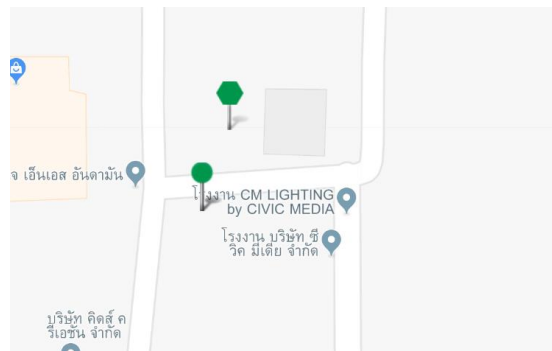 จ เอ็นเอส อันดามัน
โรงงาน CM LIGHTING
by CIVIC MEDIA
โรงงาน บริษัท ซี
วิค มีเดีย จำกัด
บริษัท คิดส์ ค
รีเอชั่น จำกัด